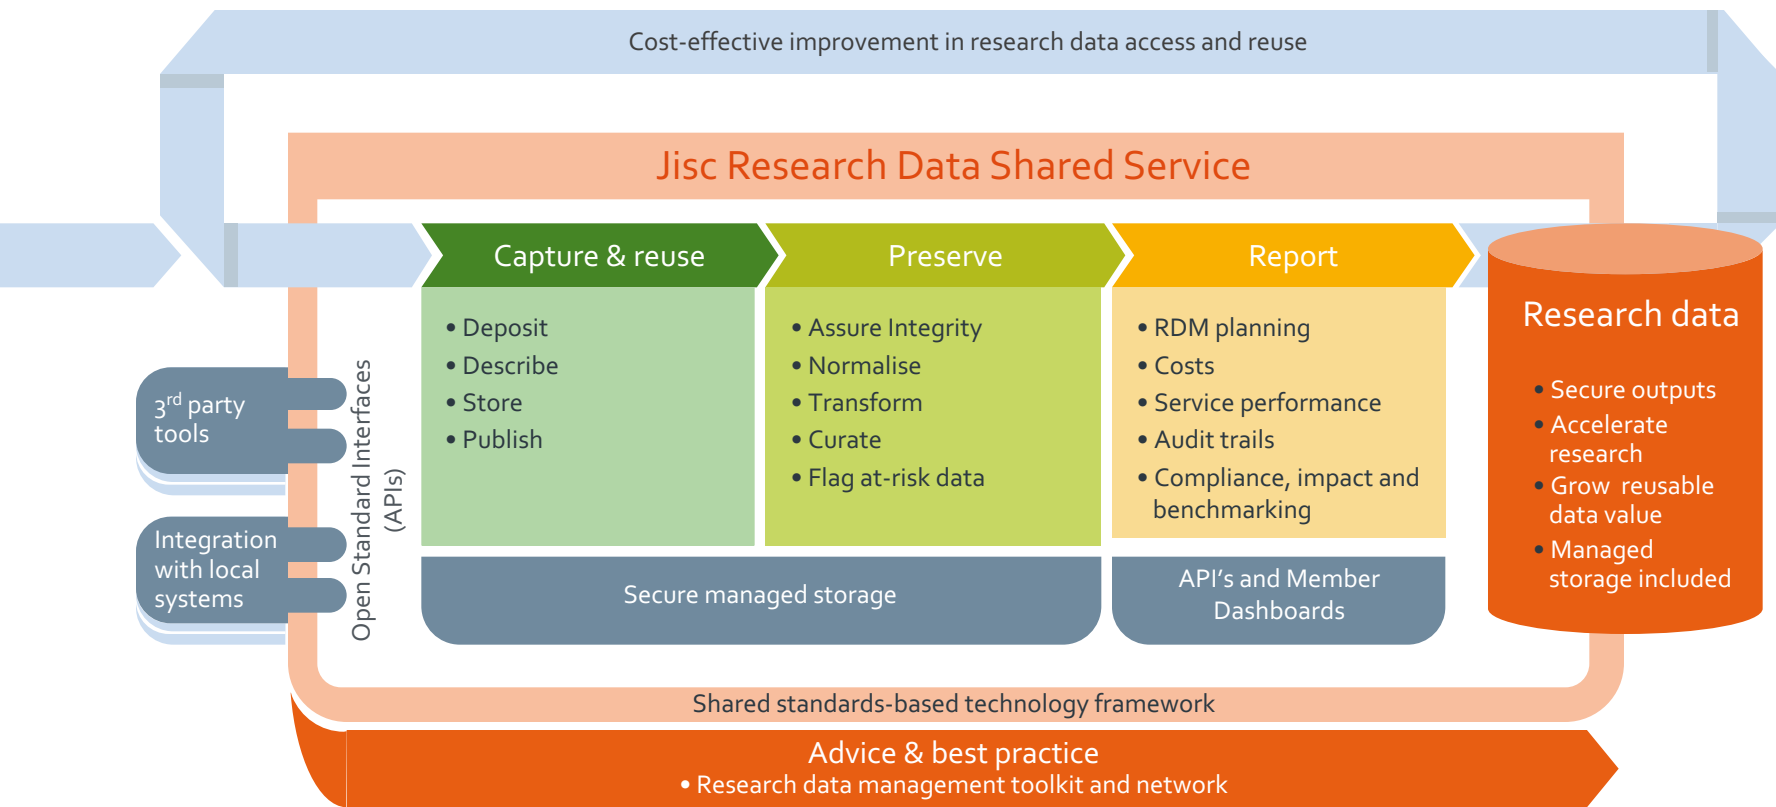 Cost-effective improvement in research data access and reuse
Jisc Research Data Shared Service
Capture & reuse
• Deposit
• Describe
• Store
• Publish
Preserve
• Assure Integrity
• Normalise
• Transform
• Curate
• Flag at-risk data
Report
• RDM planning
• Costs
• Service performance
• Audit trails
• Compliance, impact and
benchmarking
Research data
• Secure outputs
• Accelerate
research
• Grow reusable
data value
• Managed
storage included
3rd party
tools
Integration
with local
systems
Open Standard Interfaces
(APIs)
Secure managed storage
API's and Member
Dashboards
Shared standards-based technology framework
Advice & best practice
• Research data management toolkit and network